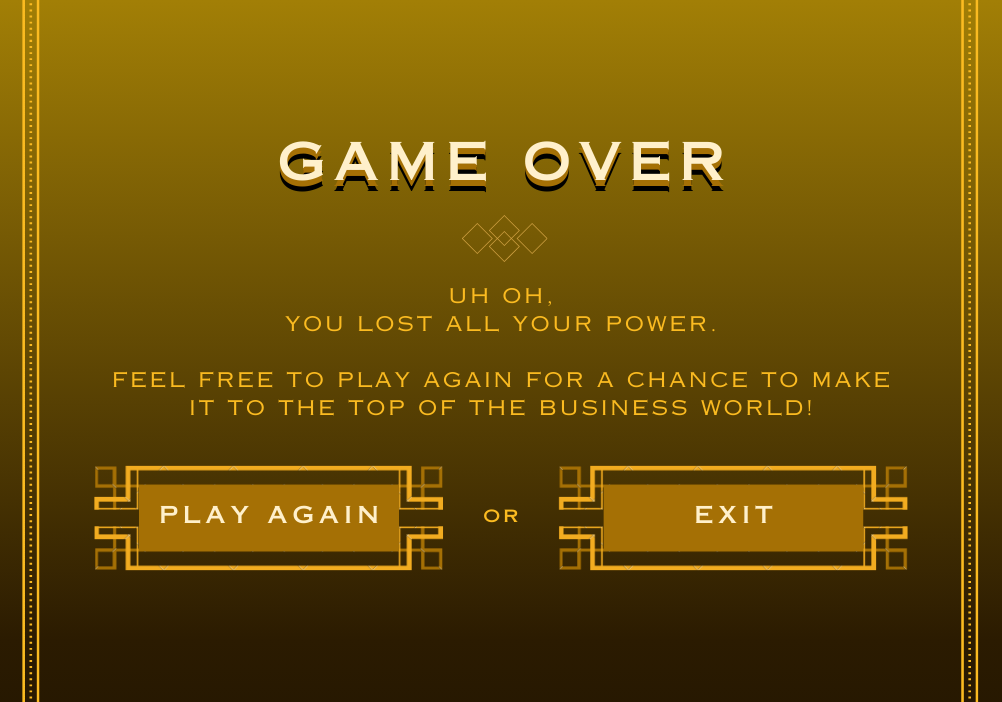 GAME OVER
UH OH,
YOU LOST ALL YOUR POWER.
FEEL FREE TO PLAY AGAIN FOR A CHANCE TO MAKE
IT TO THE TOP OF THE BUSINESS WORLD!
PLAY AGAIN OR EXIT